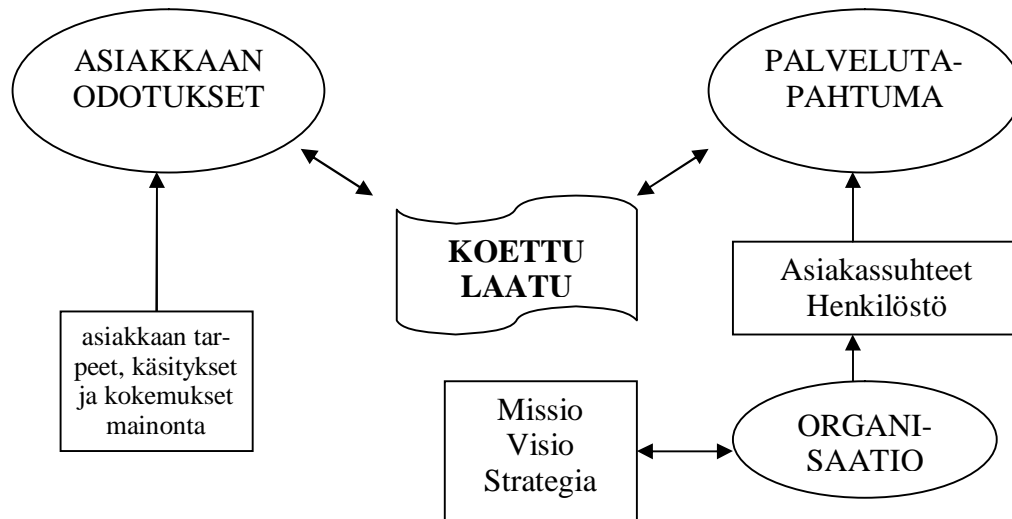 ASIAKKAAN
ODOTUKSET
PALVELUTA-
PAHTUMA
KOETTU
LAATU
Asiakassuhteet
Henkilöstö
asiakkaan tar-
peet, käsitykset
ja kokemukset
mainonta
Missio
Visio
Strategia
ORGANI-
SAATIO